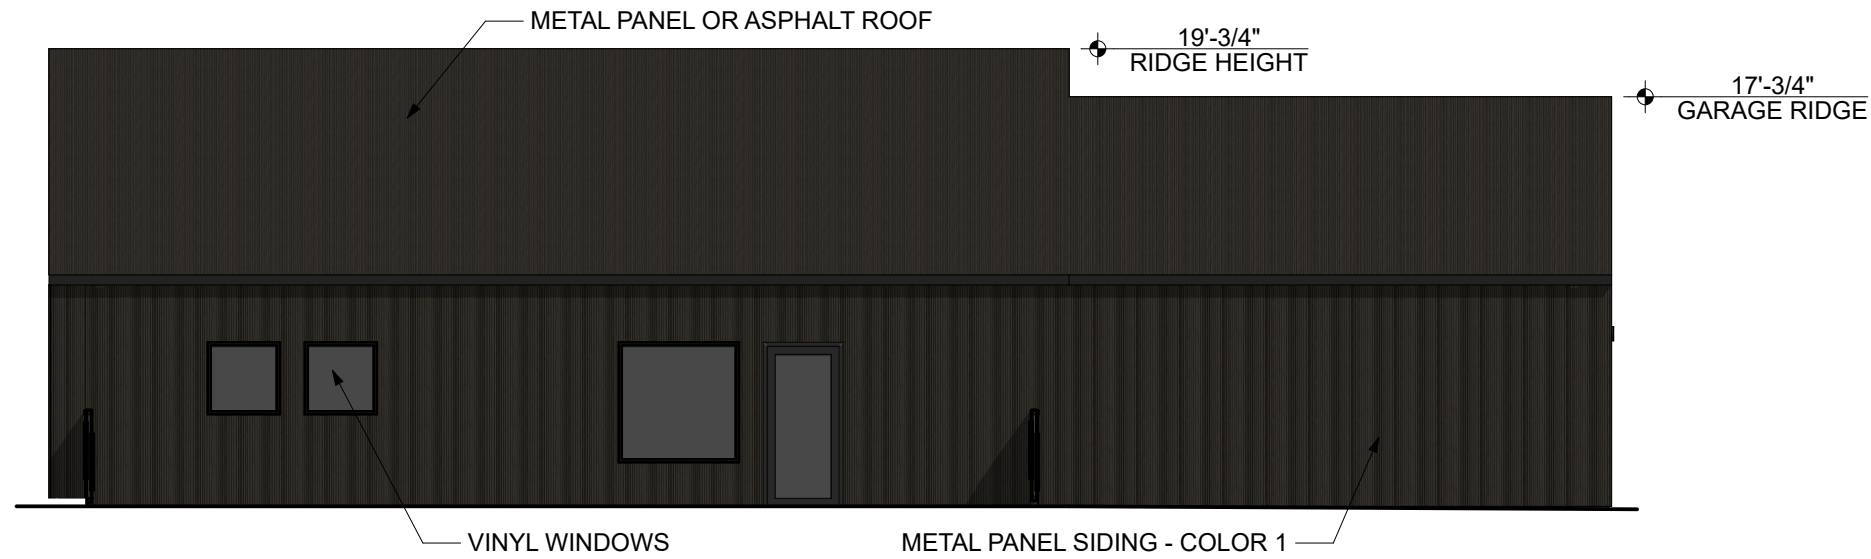 METAL PANEL OR ASPHALT ROOF
19'-3/4"
RIDGE HEIGHT
17'-3/4"
GARAGE RIDGE
VINYL WINDOWS
METAL PANEL SIDING - COLOR 1